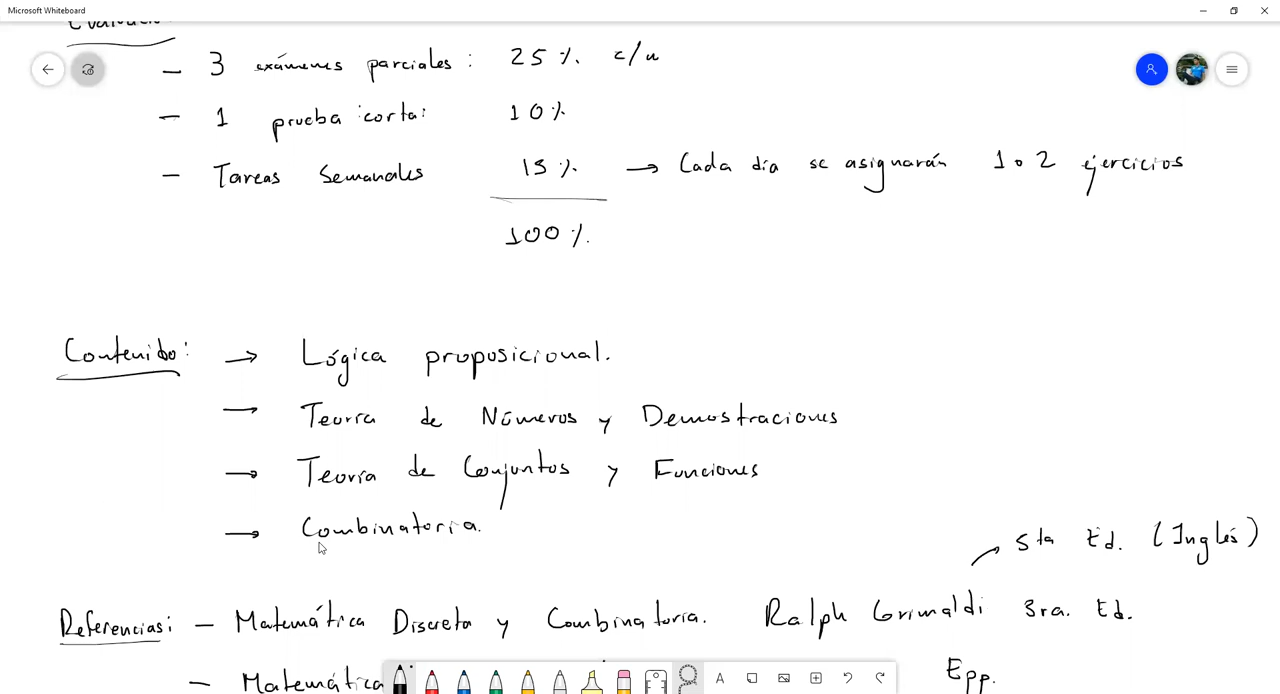 Microsoft Whiteboard
- 3 exámenes parciales: 25 % c/u
- 1 prueba corta: 10 %
- Tareas Semanales 15 % → Cada día se asignarán 1 o 2 ejercicios
100 %
Contenido: → Lógica proposicional.
→ Teoría de Números y Demostraciones
→ Teoría de Conjuntos y Funciones
→ Combinatoria.
5ta Ed. (Inglés)
Referencias: - Matemática Discreta y Combinatoria. Ralph Grimaldi 3ra. Ed.
- Matemática Epp.